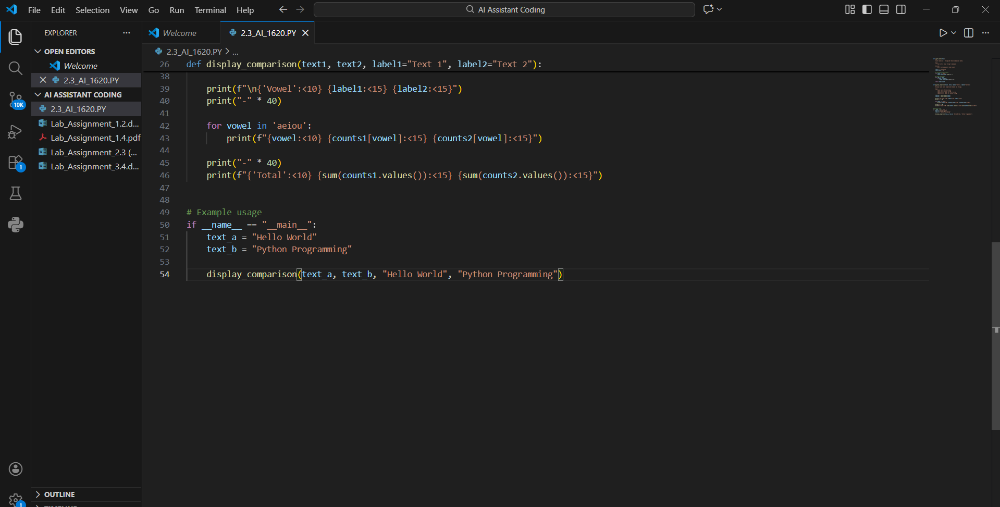 File Edit Selection View Go Run Terminal Help
AI Assistant Coding
EXPLORER
OPEN EDITORS
Welcome
2.3_AI_1620.PY
AI ASSISTANT CODING
2.3_AI_1620.PY
Lab_Assignment_1.2.d...
Lab_Assignment_1.4.pdf
Lab_Assignment_2.3 (...
Lab_Assignment_3.4.d...
10K
1
OUTLINE
1
Welcome
2.3_AI_1620.PY
2.3_AI_1620.PY > ...
26 def display_comparison(text1, text2, label1="Text 1", label2="Text 2"):
38
39     print(f"\n{'Vowel':<10} {label1:<15} {label2:<15}")
40     print("-" * 40)
41
42     for vowel in 'aeiou':
43         print(f"{vowel:<10} {counts1[vowel]:<15} {counts2[vowel]:<15}")
44
45     print("-" * 40)
46     print(f"{'Total':<10} {sum(counts1.values()):<15} {sum(counts2.values()):<15}")
47
48
49 # Example usage
50 if __name__ == "__main__":
51     text_a = "Hello World"
52     text_b = "Python Programming"
53
54     display_comparison(text_a, text_b, "Hello World", "Python Programming")